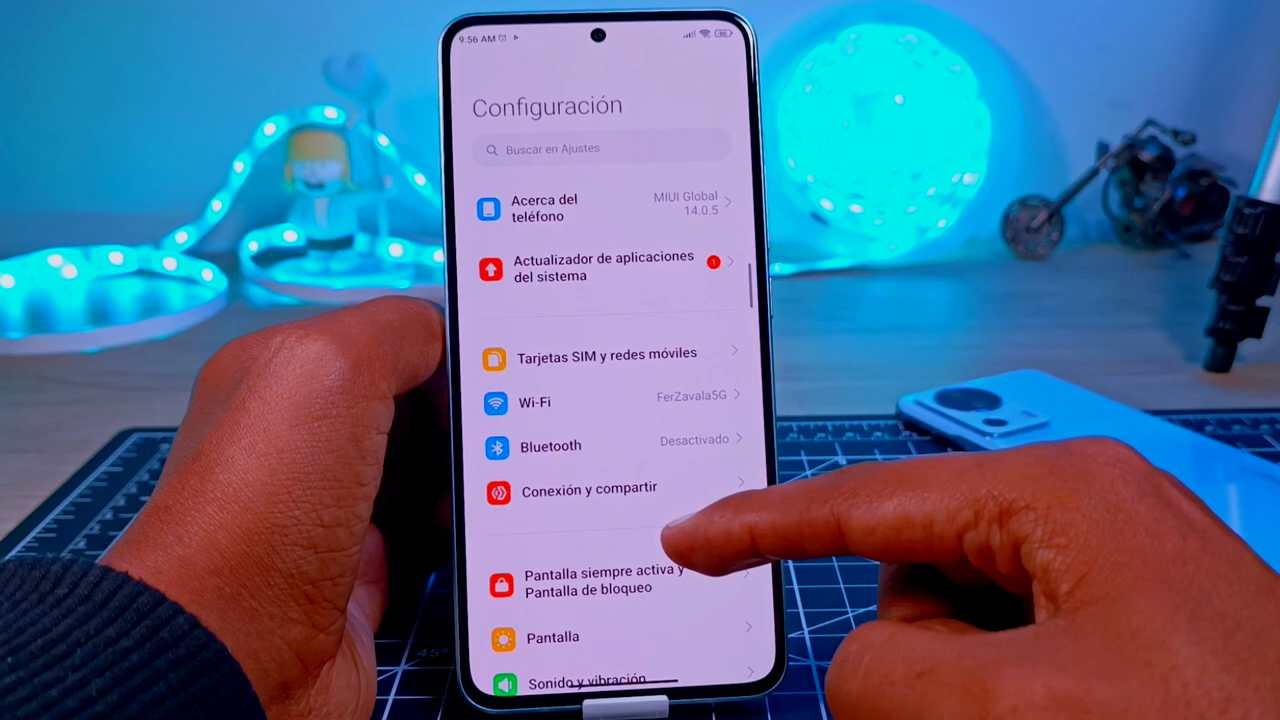 9:56 AM
Configuración
Buscar en Ajustes
Acerca del
teléfono
MIUI Global
14.0.5
Actualizador de aplicaciones
del sistema
1
Tarjetas SIM y redes móviles
Wi-Fi
FerZavala5G
Bluetooth
Desactivado
Conexión y compartir
Pantalla siempre activa y
Pantalla de bloqueo
Pantalla
Sonido y vibración
45°